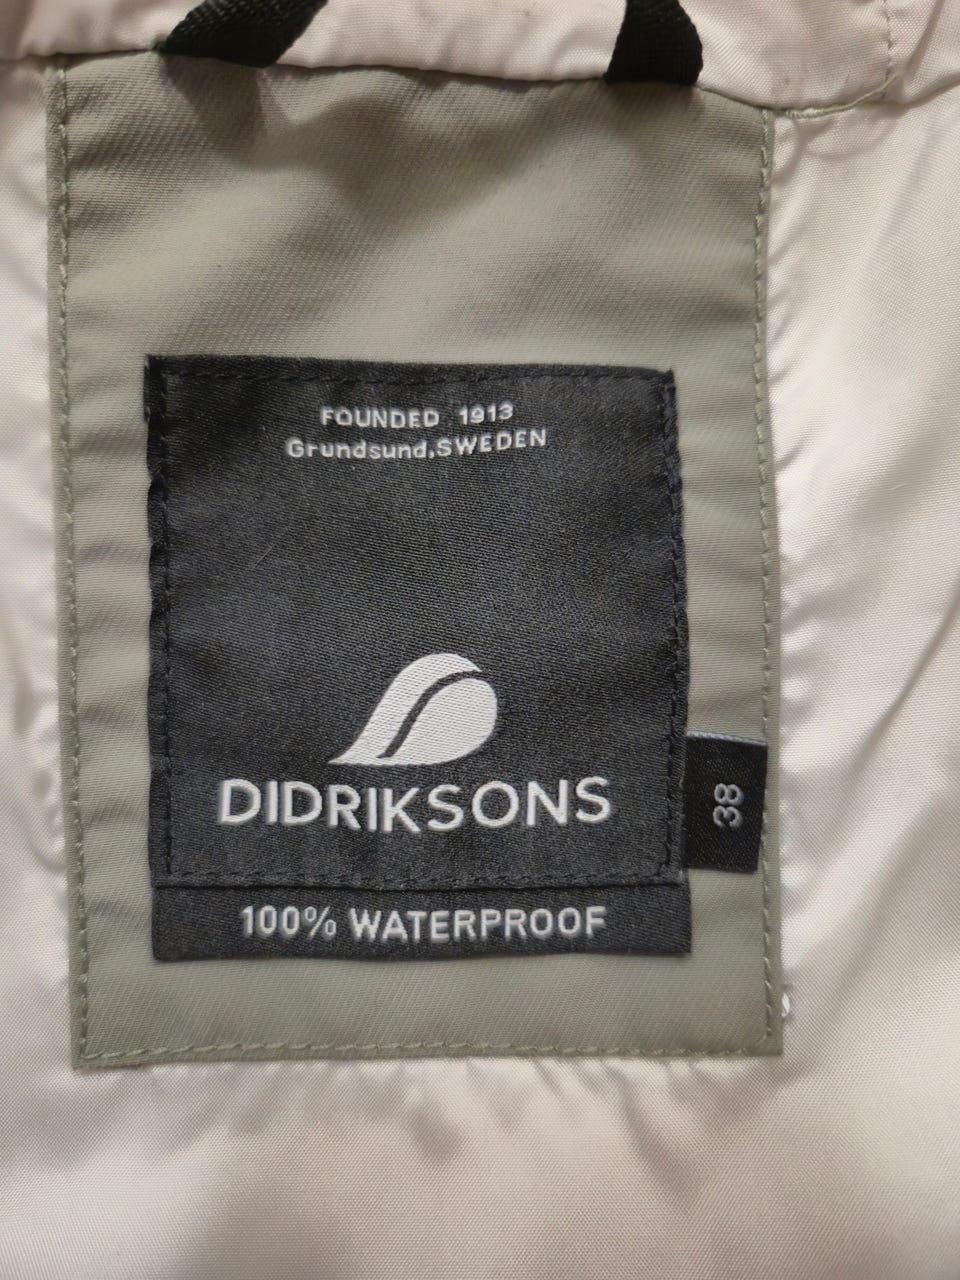 FOUNDED 1913
Grundsund.SWEDEN
DIDRIKSONS
38
100% WATERPROOF